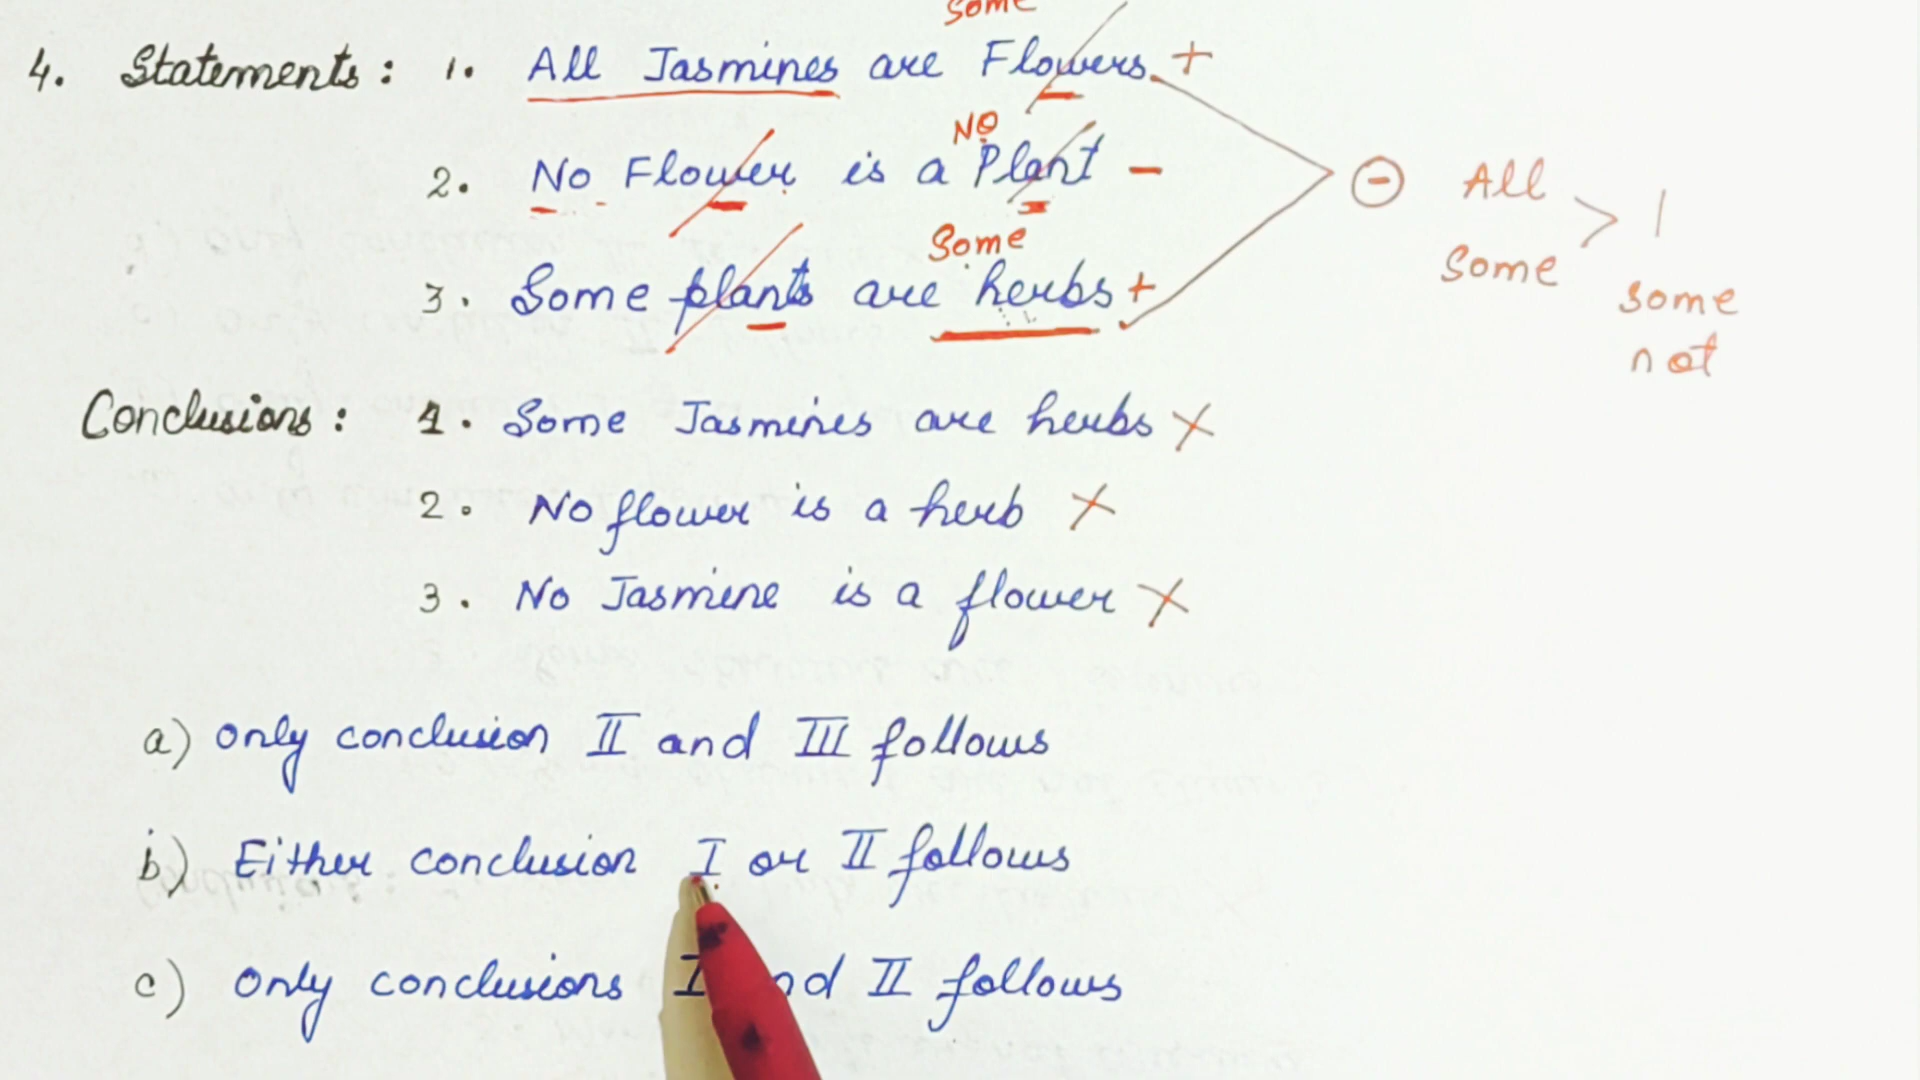 Some
4. Statements: 1. All Jasmines are Flowers. +
No
2. No Flower is a Plant -
- All
Some
3. Some plants are herbs +
Some > 1
some
not
Conclusions: 1. Some Jasmines are herbs X
2. No flower is a herb X
3. No Jasmine is a flower X
a) only conclusion II and III follows
b) Either conclusion I or II follows
c) only conclusions I and II follows